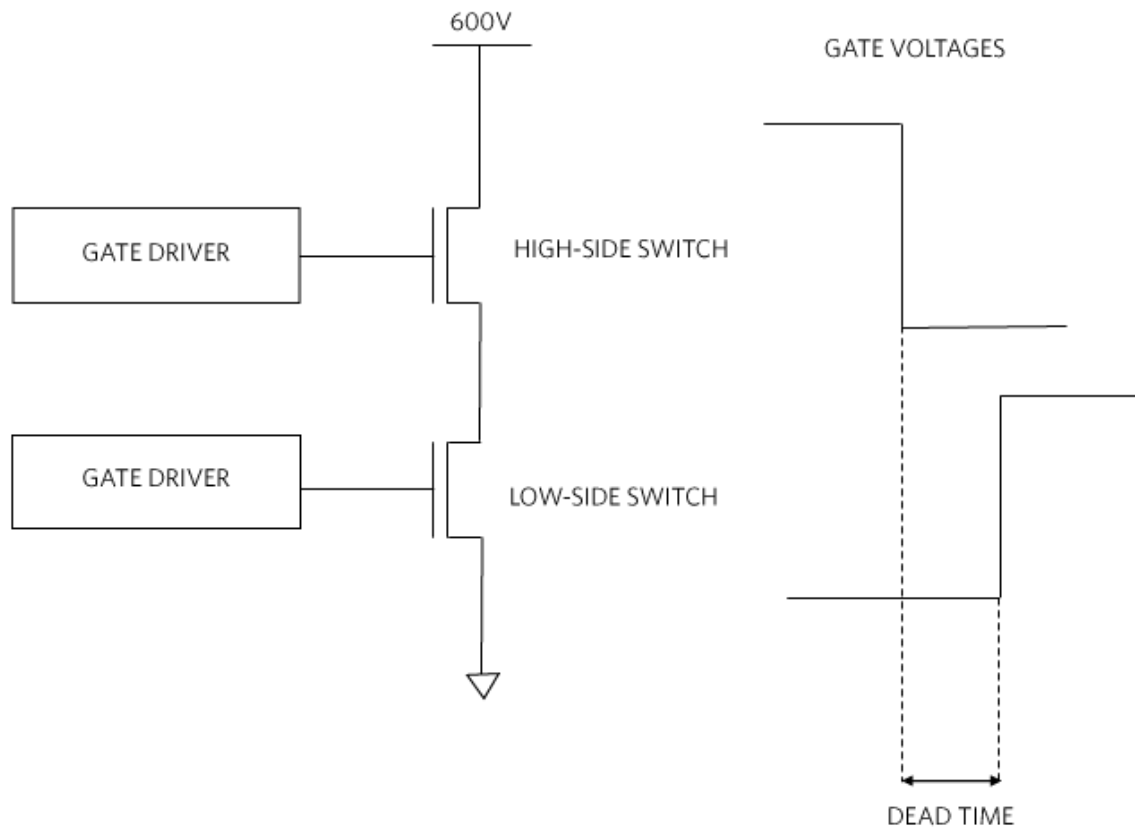 600V
GATE VOLTAGES
GATE DRIVER
HIGH-SIDE SWITCH
GATE DRIVER
LOW-SIDE SWITCH
DEAD TIME